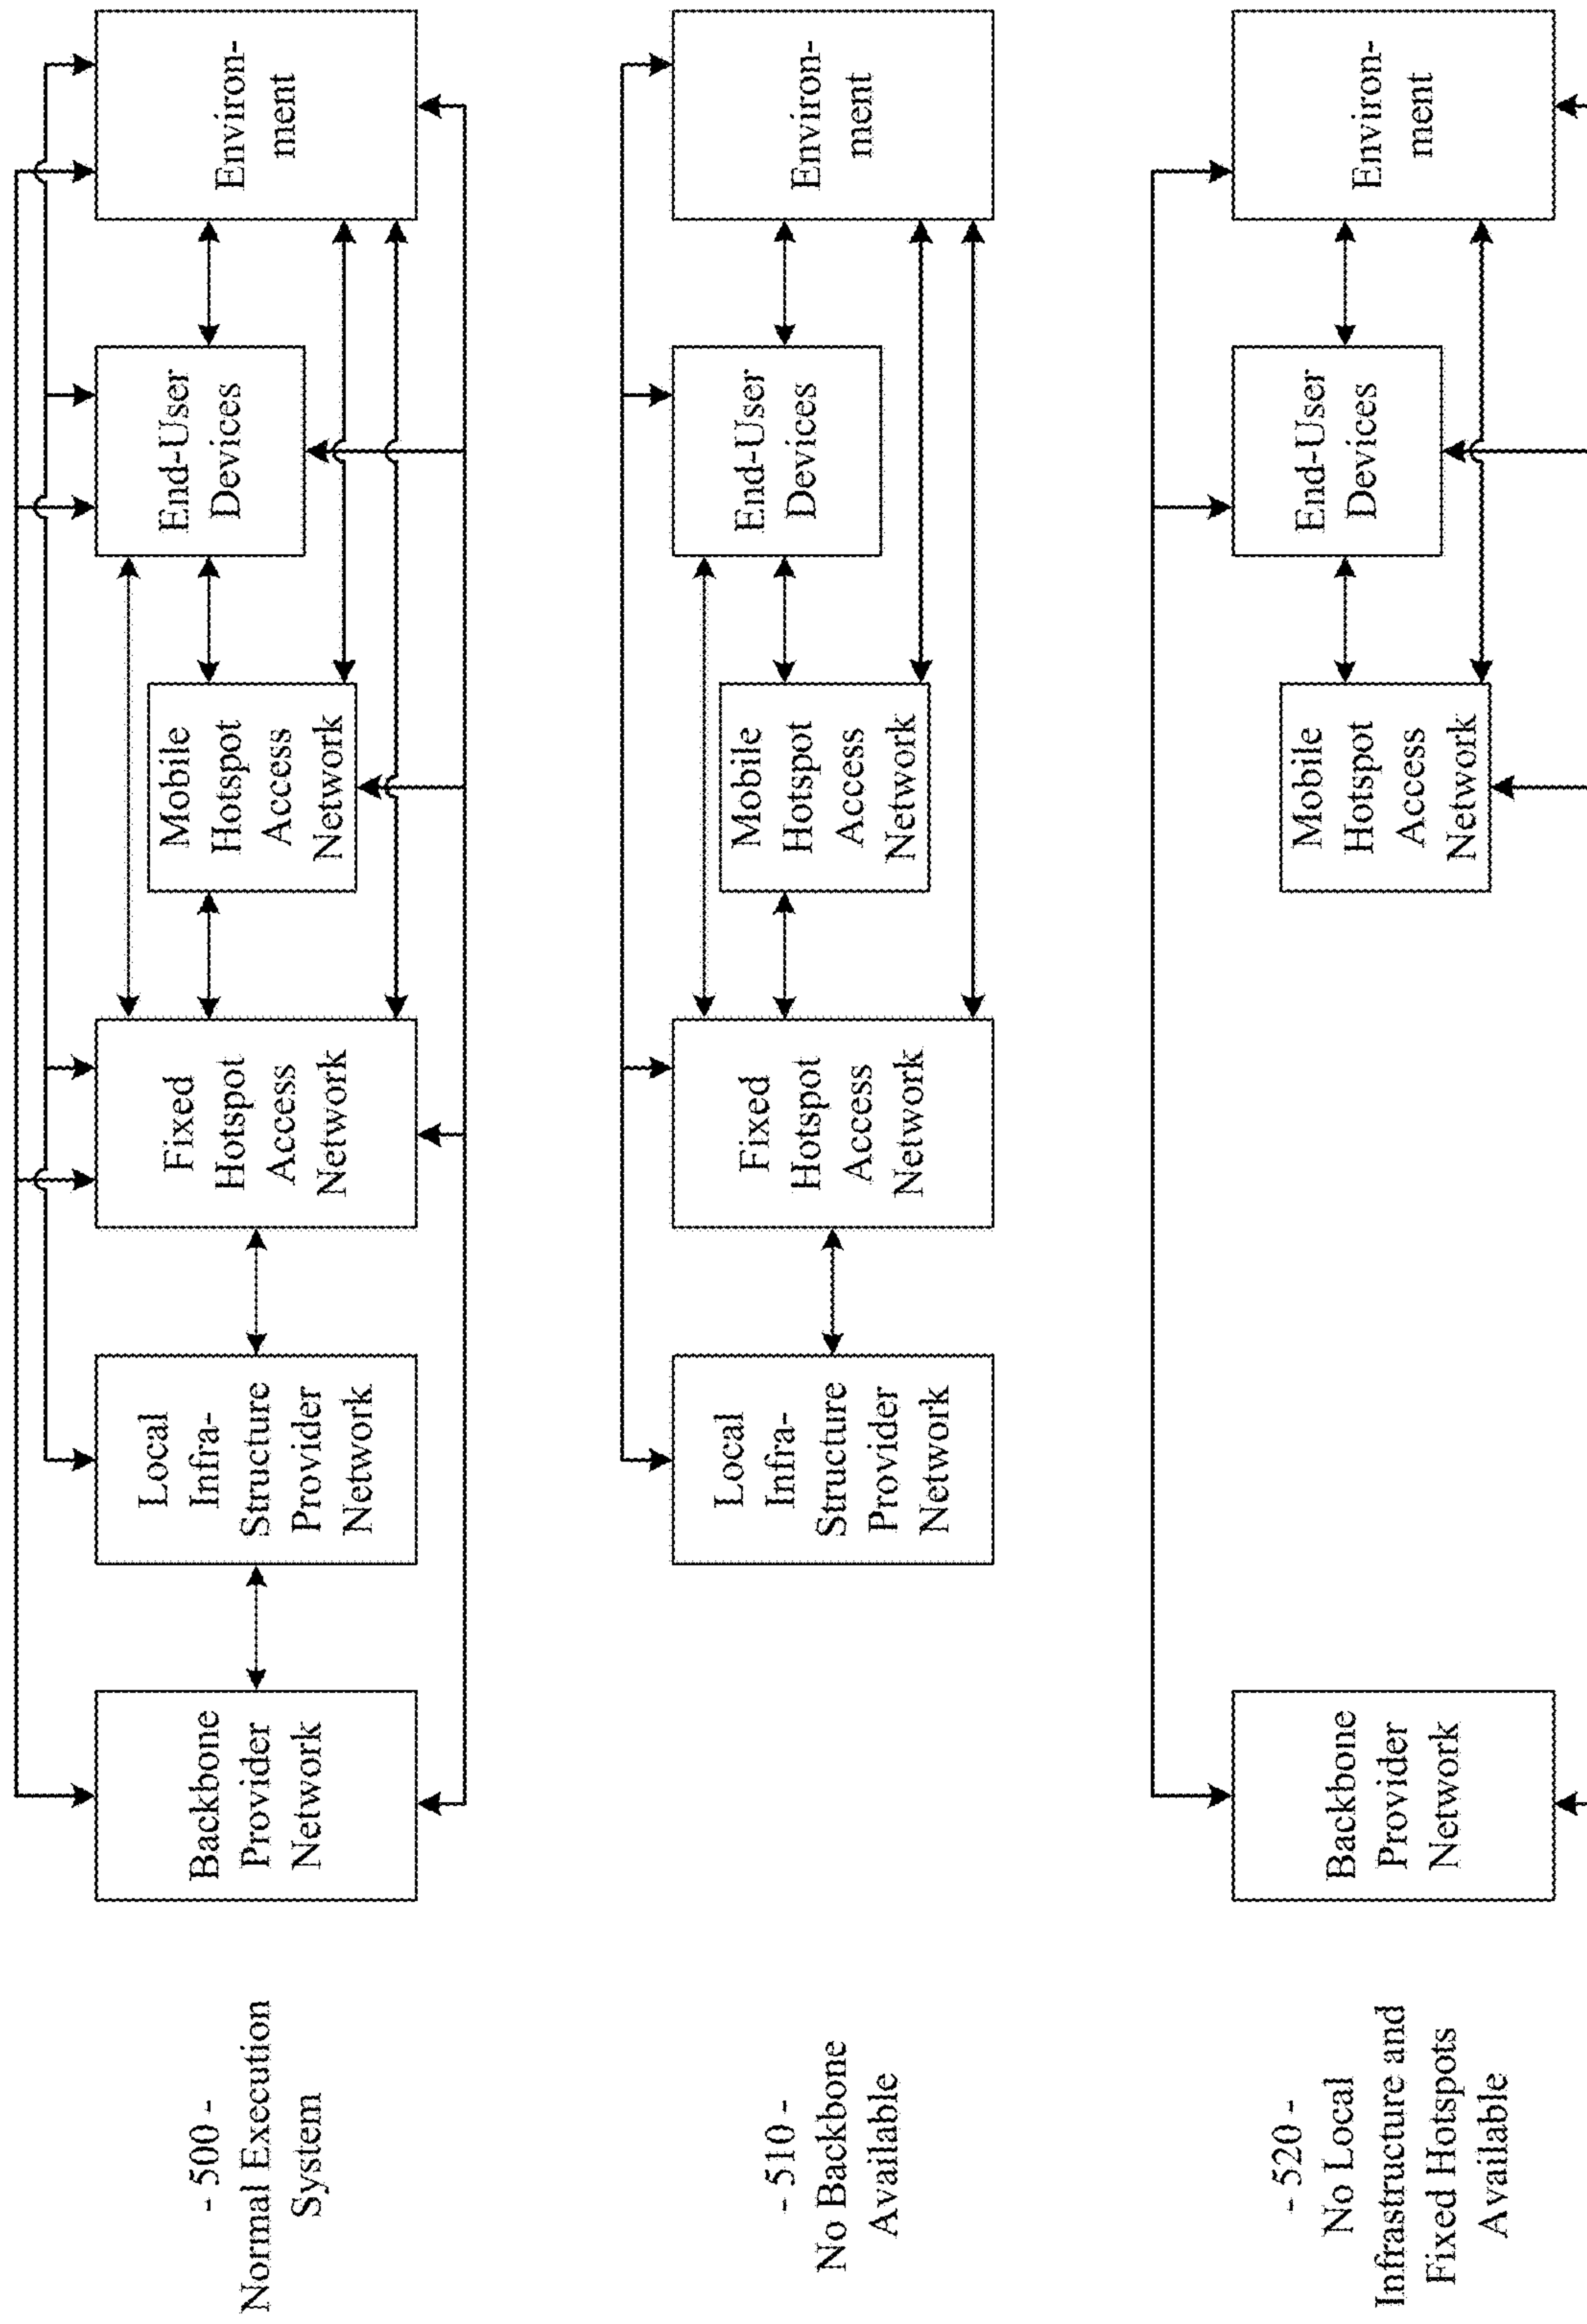 - 500 -
Normal Execution
System
Backbone
Provider
Network
Local
Infra-
Structure
Provider
Network
Fixed
Hotspot
Access
Network
Mobile
Hotspot
Access
Network
End-User
Devices
Environ-
ment
- 510 -
No Backbone
Available
Local
Infra-
Structure
Provider
Network
Fixed
Hotspot
Access
Network
Mobile
Hotspot
Access
Network
End-User
Devices
Environ-
ment
- 520 -
No Local
Infrastructure and
Fixed Hotspots
Available
Backbone
Provider
Network
Mobile
Hotspot
Access
Network
End-User
Devices
Environ-
ment